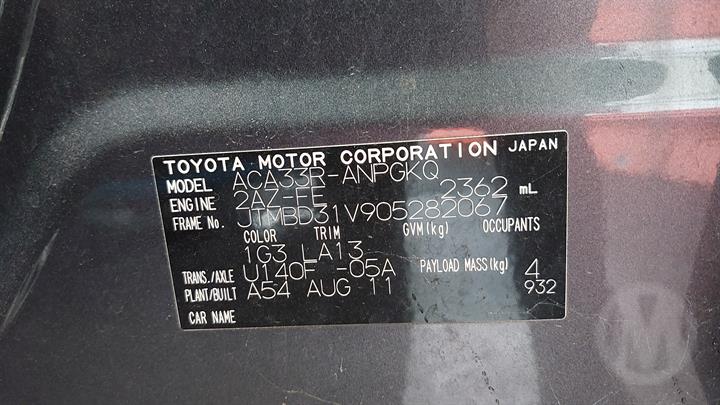 TOYOTA MOTOR CORPORATION JAPAN
MODEL ACA33R-ANPGKQ
ENGINE 2AZ-FE 2362 mL
FRAME NO. JTMBD31V905282067
COLOR TRIM GVM(kg) OCCUPANTS
1G3 LA13
TRANS./AXLE U140F -05A PAYLOAD MASS(kg) 4
PLANT/BUILT A54 AUG 11 932
CAR NAME
M